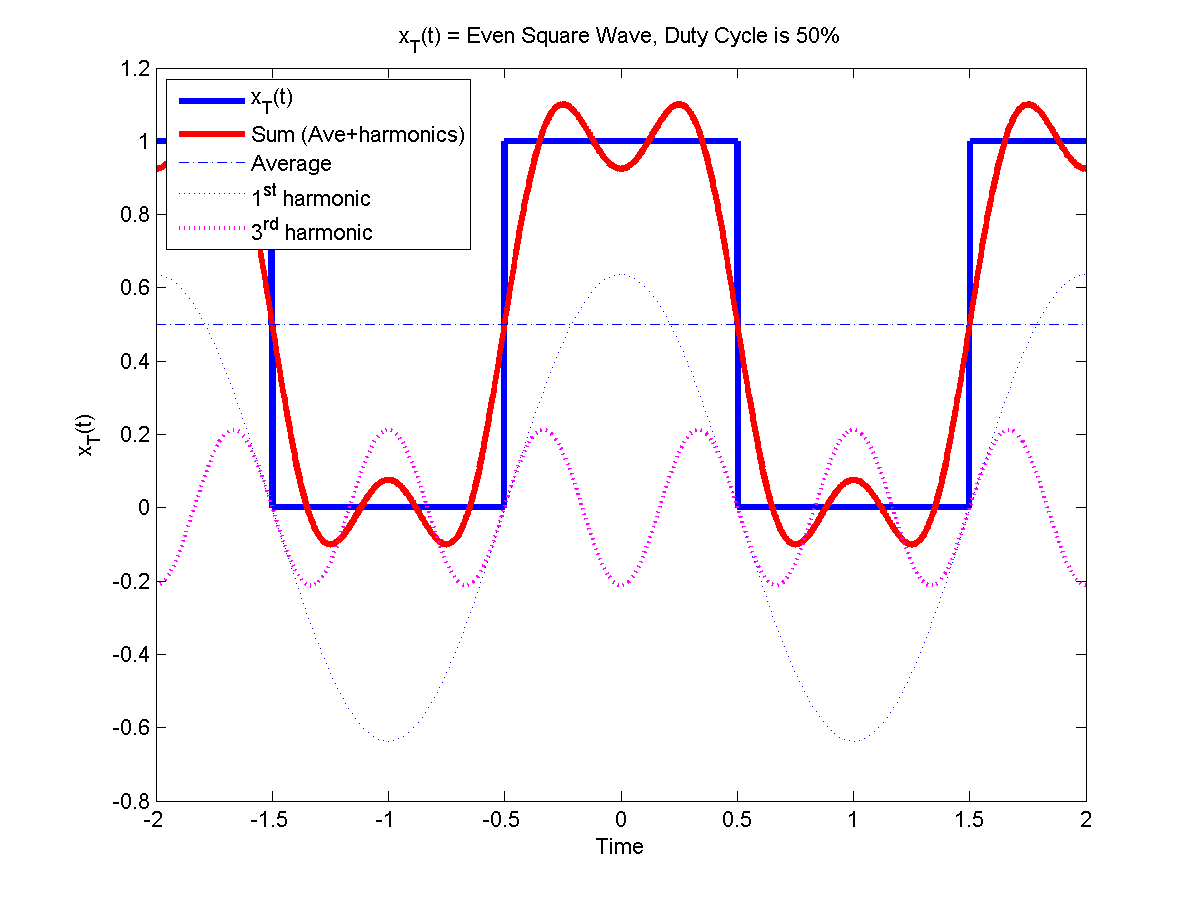 x_T(t) = Even Square Wave, Duty Cycle is 50%
x_T(t)
Sum (Ave+harmonics)
Average
1^st harmonic
3^rd harmonic
x_T(t)
1.2
1
0.8
0.6
0.4
0.2
0
-0.2
-0.4
-0.6
-0.8
-2 -1.5 -1 -0.5 0 0.5 1 1.5 2
Time